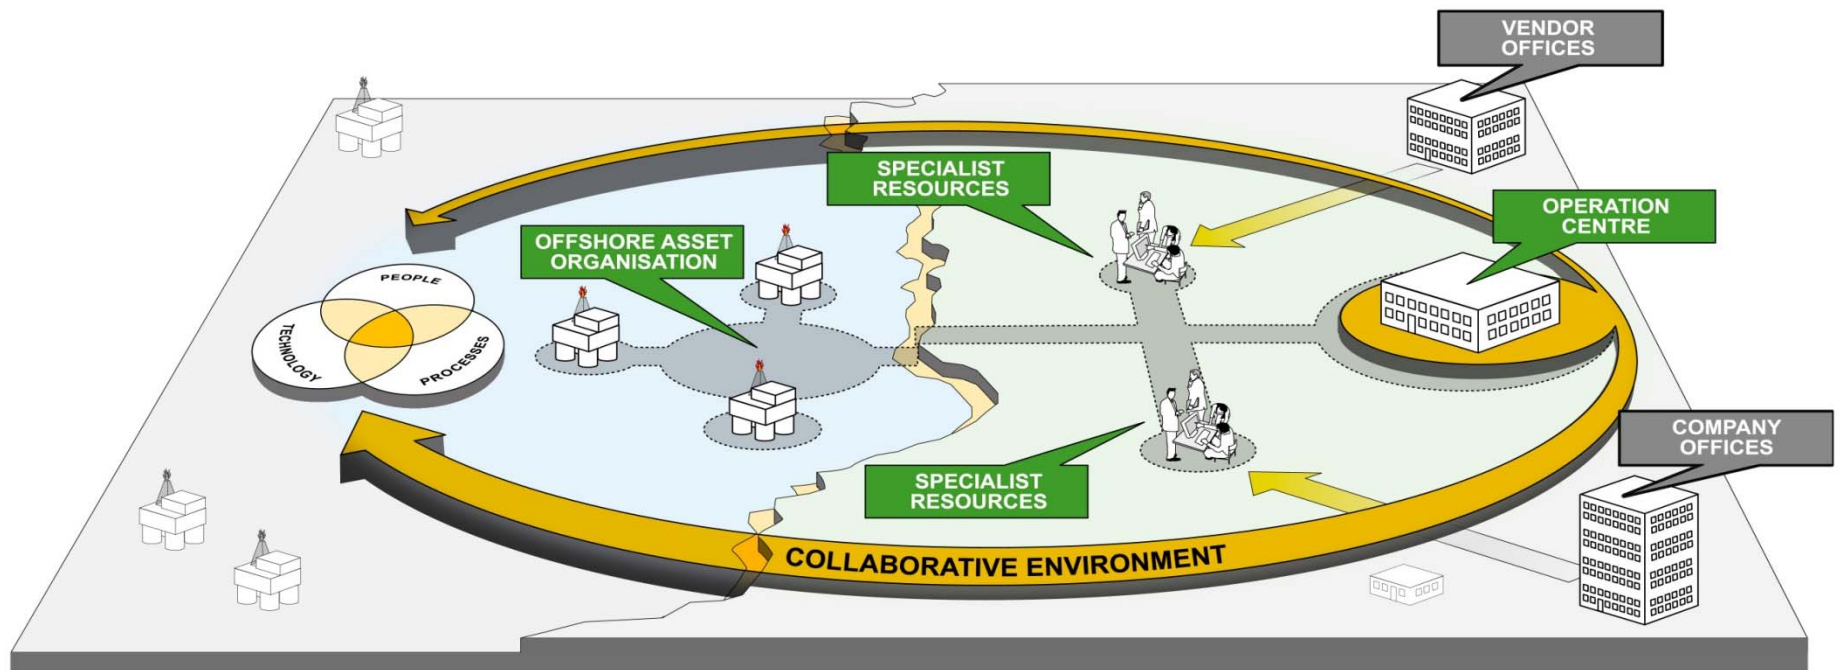 VENDOR
OFFICES
SPECIALIST
RESOURCES
OPERATION
CENTRE
OFFSHORE ASSET
ORGANISATION
PEOPLE
TECHNOLOGY
PROCESSES
COMPANY
OFFICES
SPECIALIST
RESOURCES
COLLABORATIVE ENVIRONMENT